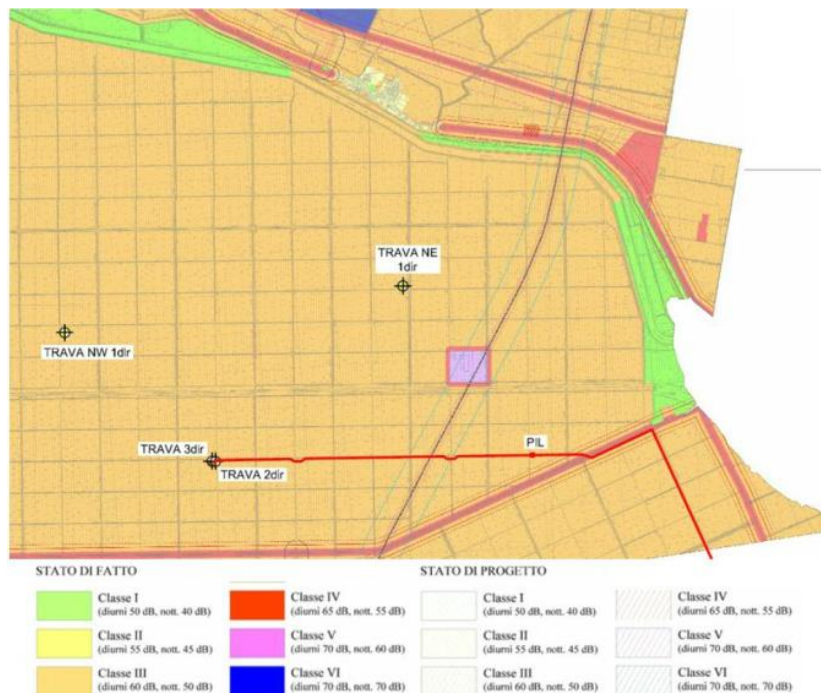 TRAVA NE
1dir
TRAVA NW 1dir
TRAVA 3dir
TRAVA 2dir
PIL
STATO DI FATTO
Classe I
(diurni 50 dB, nott. 40 dB)
Classe II
(diurni 55 dB, nott. 45 dB)
Classe III
(diurni 60 dB, nott. 50 dB)
Classe IV
(diurni 65 dB, nott. 55 dB)
Classe V
(diurni 70 dB, nott. 60 dB)
Classe VI
(diurni 70 dB, nott. 70 dB)
STATO DI PROGETTO
Classe I
(diurni 50 dB, nott. 40 dB)
Classe II
(diurni 55 dB, nott. 45 dB)
Classe III
(diurni 60 dB, nott. 50 dB)
Classe IV
(diurni 65 dB, nott. 55 dB)
Classe V
(diurni 70 dB, nott. 60 dB)
Classe VI
(diurni 70 dB, nott. 70 dB)